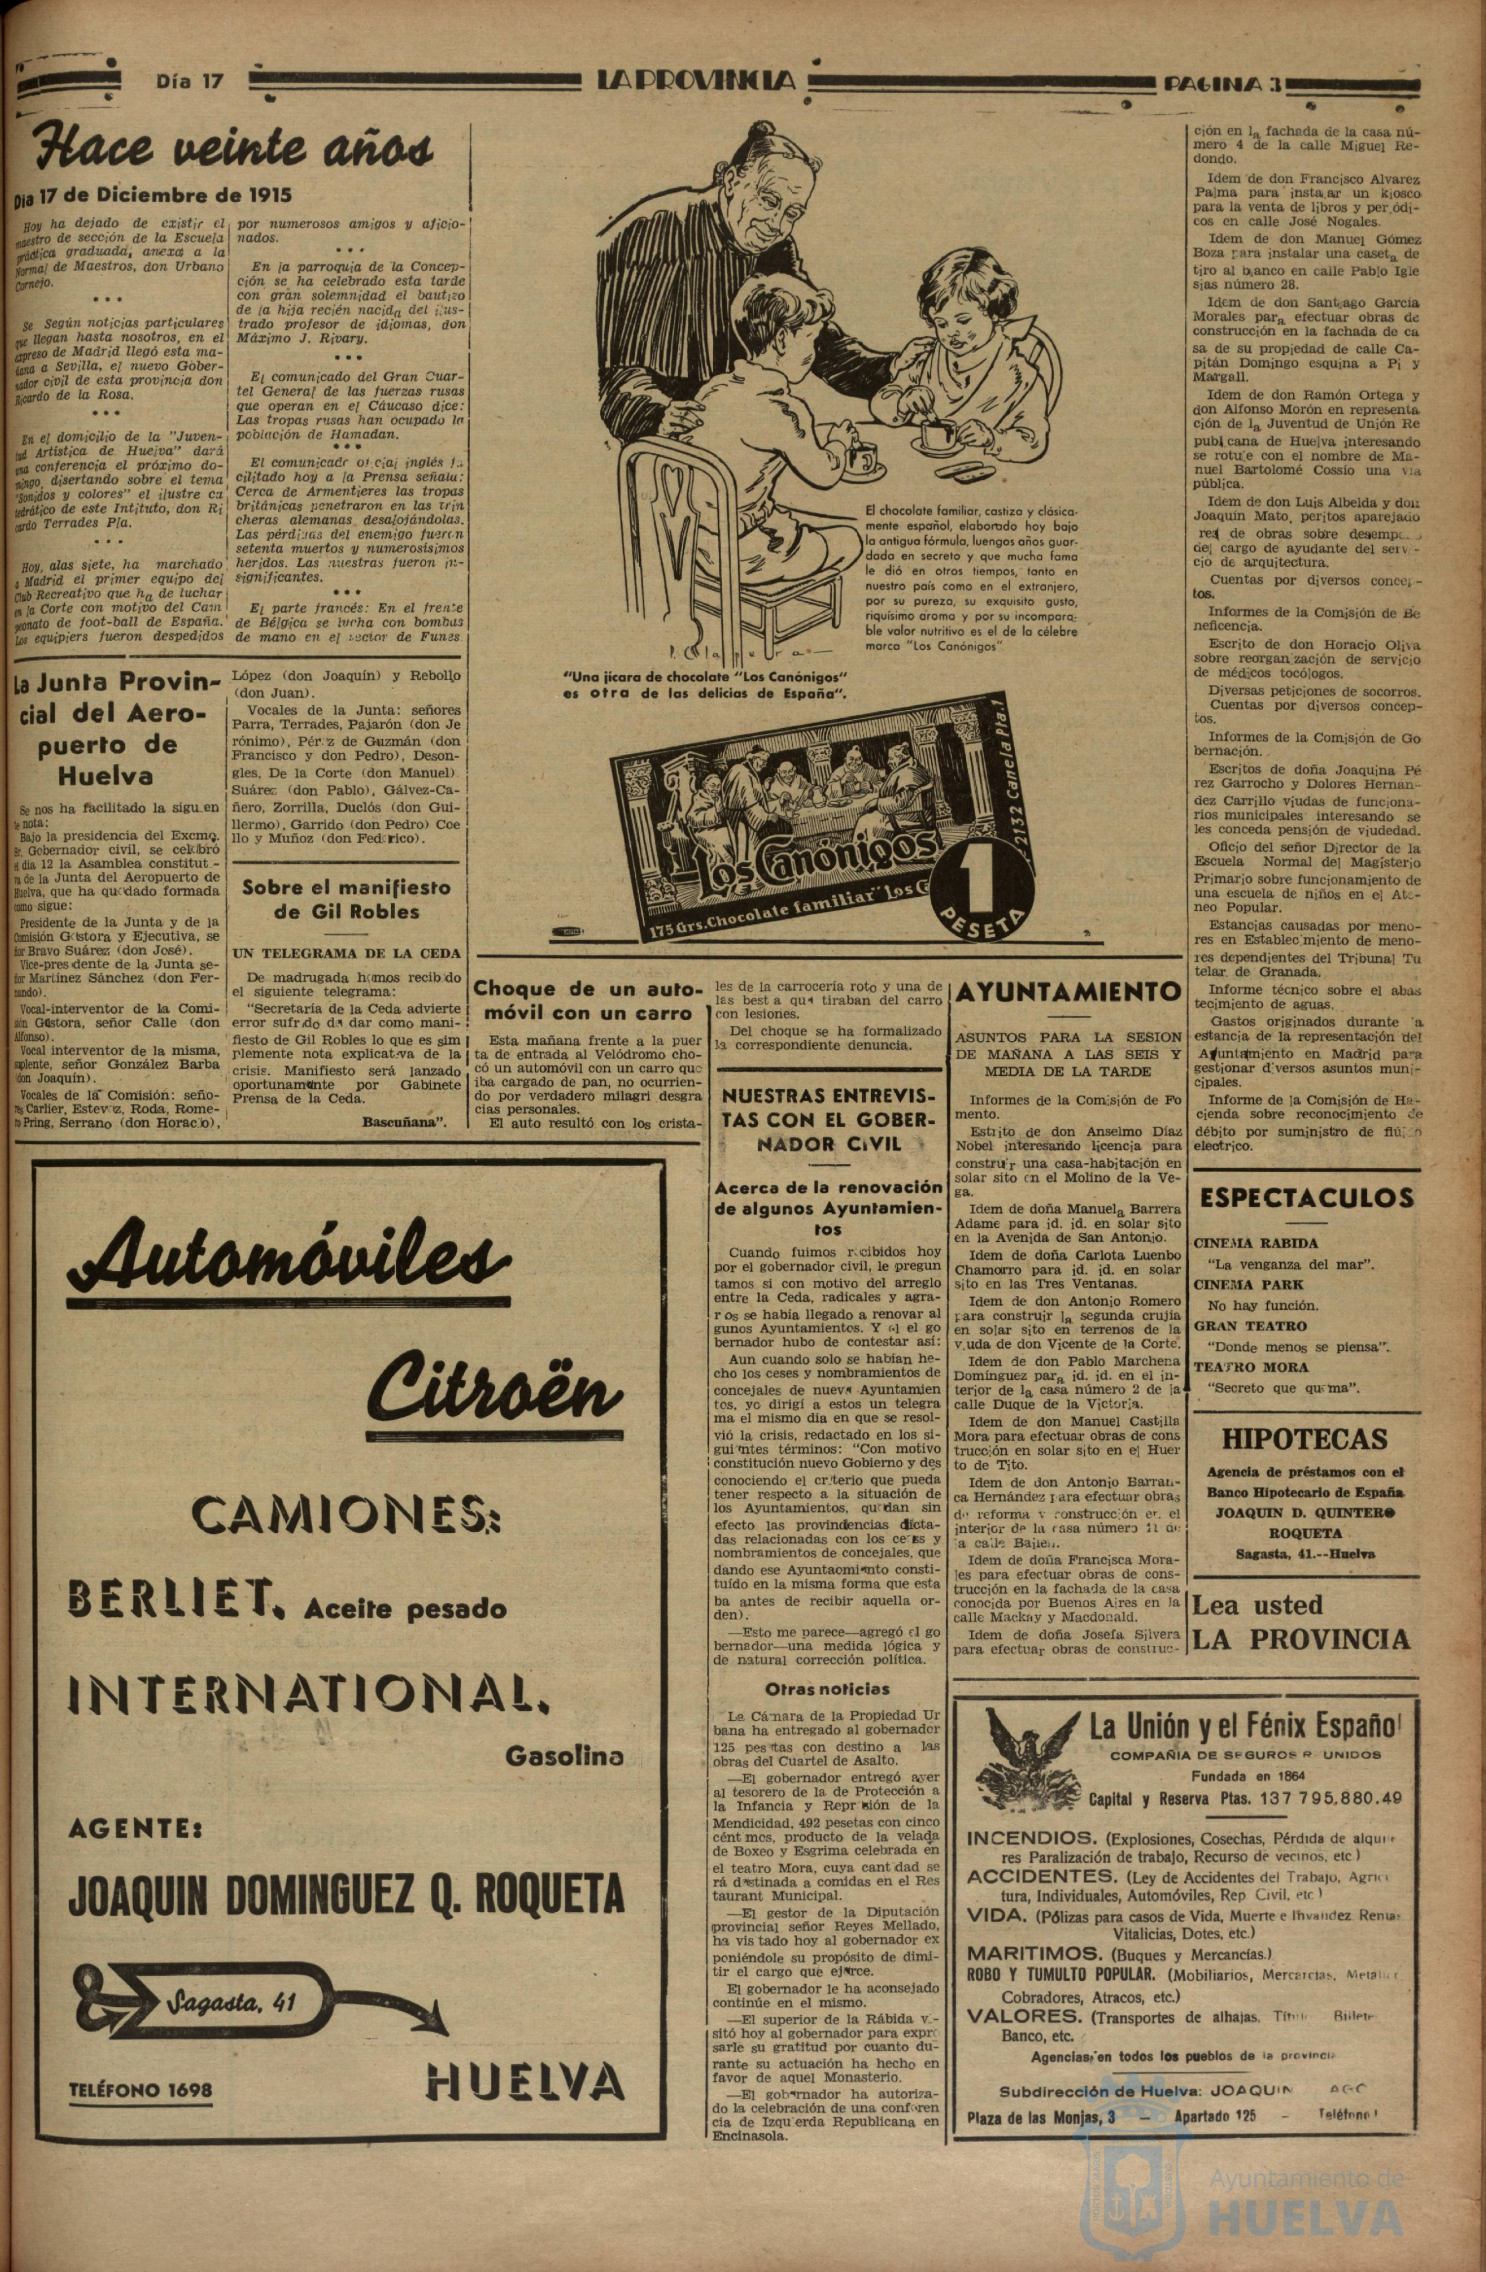 Día 17
LA PROVINCIA
PAGINA 3
Hace veinte años
Día 17 de Diciembre de 1915
Hoy ha dejado de existir el
maestro de sección de la Escuela
práctica graduada, anexa a la
Normal de Maestros, don Urbano
Cornejo.
* * *
Se Según noticias particulares
que llegan hasta nosotros, en el
expreso de Madrid llegó esta ma-
ñana a Sevilla, el nuevo Gober-
nador civil de esta provincia don
Ricardo de la Rosa.
* * *
En el domicilio de la "Juven-
tud Artística de Huelva" dará
una conferencia el próximo do-
mingo, disertando sobre el tema
"Sonidos y colores" el ilustre ca
tedrático de este Intituto, don Ri
cardo Terrades Pla.
* * *
Hoy, alas siete, ha marchado
a Madrid el primer equipo del
Club Recreativo que ha de luchar
en la Corte con motivo del Cam
peonato de foot-ball de España.
Los equipiers fueron despedidos
por numerosos amigos y aficio-
nados.
* * *
En la parroquia de la Concep-
ción se ha celebrado esta tarde
con gran solemnidad el bautizo
de la hija recién nacida del ilus-
trado profesor de idiomas, don
Máximo J. Rivary.
* * *
El comunicado del Gran Cuar-
tel General de las fuerzas rusas
que operan en el Cáucaso dice:
Las tropas rusas han ocupado la
población de Hamadan.
* * *
El comunicado oficial inglés fa
cilitado hoy a la Prensa señala:
Cerca de Armentieres las tropas
británicas penetraron en las trin
cheras alemanas desalojándolas.
Las pérdidas del enemigo fueron
setenta muertos y numerosísimos
heridos. Las nuestras fueron in-
significantes.
* * *
El parte francés: En el frente
de Bélgica se lucha con bombas
de mano en el sector de Funes
La Junta Provin-
cial del Aero-
puerto de
Huelva
Se nos ha facilitado la siguien
te nota:
Bajo la presidencia del Excmo.
Sr. Gobernador civil, se celebró
el dia 12 la Asamblea constitut -
va de la Junta del Aeropuerto de
Huelva, que ha quedado formada
como sigue:
Presidente de la Junta y de la
Comisión Gestora y Ejecutiva, se
ñor Bravo Suárez (don José).
Vice-presidente de la Junta se-
ñor Martínez Sánchez (don Fer-
nando).
Vocal-interventor de la Comi-
sión Gestora, señor Calle (don
Alfonso).
Vocal interventor de la misma,
suplente, señor González Barba
(don Joaquín).
Vocales de la Comisión: seño-
res Carlier, Estevez, Roda, Rome-
ro Pring, Serrano (don Horacio),
López (don Joaquín) y Rebollo
(don Juan).
Vocales de la Junta: señores
Parra, Terrades, Pajarón (don Je
rónimo), Pérez de Guzmán (don
Francisco y don Pedro), Deson-
gles, De la Corte (don Manuel)
Suárez (don Pablo), Gálvez-Ca-
ñero, Zorrilla, Duclós (don Gui-
llermo), Garrido (don Pedro) Coe
llo y Muñoz (don Federico).
Sobre el manifiesto
de Gil Robles
UN TELEGRAMA DE LA CEDA
De madrugada hemos recibido
el siguiente telegrama:
"Secretaría de la Ceda advierte
error sufrido de dar como mani-
fiesto de Gil Robles lo que es sim
plemente nota explicativa de la
crisis. Manifiesto será lanzado
oportunamente por Gabinete
Prensa de la Ceda.
Bascuñana".
El chocolate familiar, castiza y clásica-
mente español, elaborado hoy bajo
la antigua fórmula, luengos años guar-
dada en secreto y que mucha fama
le dió en otros tiempos, tanto en
nuestro país como en el extranjero,
por su pureza, su exquisito gusto,
riquísimo aroma y por su incompara-
ble valor nutritivo es el de la célebre
marca "Los Canónigos"
"Una jícara de chocolate "Los Canónigos"
es otra de las delicias de España".
Los Canónigos
175 Grs. Chocolate familiar "Los C
2132 Canela Pta. 1
1
PESETA
Choque de un auto-
móvil con un carro
Esta mañana frente a la puer
ta de entrada al Velódromo cho-
có un automóvil con un carro que
iba cargado de pan, no ocurrien-
do por verdadero milagri desgra
cias personales.
El auto resultó con los crista-
les de la carrocería roto y una de
las bestia que tiraban del carro
con lesiones.
Del choque se ha formalizado
la correspondiente denuncia.
NUESTRAS ENTREVIS-
TAS CON EL GOBER-
NADOR CIVIL
Acerca de la renovación
de algunos Ayuntamien-
tos
Cuando fuimos recibidos hoy
por el gobernador civil, le pregun
tamos si con motivo del arreglo
entre la Ceda, radicales y agra-
rios se había llegado a renovar al
gunos Ayuntamientos. Y el el go
bernador hubo de contestar así:
Aun cuando solo se habían he-
cho los ceses y nombramientos de
concejales de nueve Ayuntamien
tos, yo dirigí a estos un telegra
ma el mismo día en que se resol-
vió la crisis, redactado en los si-
guientes términos: "Con motivo
constitución nuevo Gobierno y des
conociendo el criterio que pueda
tener respecto a la situación de
los Ayuntamientos, quedan sin
efecto las provindencias dicta-
das relacionadas con los ceses y
nombramientos de concejales, que
dando ese Ayuntaomiento consti-
tuído en la misma forma que esta
ba antes de recibir aquella or-
den).
—Esto me parece—agregó el go
bernador—una medida lógica y
de natural corrección política.
Otras noticias
La Cámara de la Propiedad Ur
bana ha entregado al gobernador
125 pesetas con destino a las
obras del Cuartel de Asalto.
—El gobernador entregó ayer
al tesorero de la de Protección a
la Infancia y Represión de la
Mendicidad, 492 pesetas con cinco
céntimos, producto de la velada
de Boxeo y Esgrima celebrada en
el teatro Mora, cuya cantidad se
rá destinada a comidas en el Res
taurant Municipal.
—El gestor de la Diputación
provincial señor Reyes Mellado,
ha vis tado hoy al gobernador ex
poniéndole su propósito de dimi-
tir el cargo que ejerce.
El gobernador le ha aconsejado
continúe en el mismo.
—El superior de la Rábida vi-
sitó hoy al gobernador para expre
sarle su gratitud por cuanto du-
rante su actuación ha hecho en
favor de aquel Monasterio.
—El gobernador ha autoriza-
do la celebración de una conferen
cia de Izquierda Republicana en
Encinasola.
AYUNTAMIENTO
ASUNTOS PARA LA SESION
DE MAÑANA A LAS SEIS Y
MEDIA DE LA TARDE
Informes de la Comisión de Fo
mento.
Estrito de don Anselmo Díaz
Nobel interesando licencia para
construir una casa-habitación en
solar sito en el Molino de la Ve-
ga.
Idem de doña Manuela Barrera
Adame para id. id. en solar sito
en la Avenida de San Antonio.
Idem de doña Carlota Luenbo
Chamorro para id. id. en solar
sito en las Tres Ventanas.
Idem de don Antonio Romero
para construir la segunda crujía
en solar sito en terrenos de la
viuda de don Vicente de la Corte.
Idem de don Pablo Marchena
Domínguez para id. id. en el in-
terior de la casa número 2 de la
calle Duque de la Victoria.
Idem de don Manuel Castilla
Mora para efectuar obras de cons
trucción en solar sito en el Huer
to de Tito.
Idem de don Antonio Barran-
ca Hernández para efectuar obras
de reforma y construcción en el
interior de la casa número 11 de
la calle Bailen.
Idem de doña Francisca Mora-
les para efectuar obras de cons-
trucción en la fachada de la casa
conocida por Buenos Aires en la
calle Mackay y Macdonald.
Idem de doña Josefa Silvera
para efectuar obras de construc-
ción en la fachada de la casa nú-
mero 4 de la calle Miguel Re-
dondo.
Idem de don Francisco Alvarez
Palma para instalar un kiosco
para la venta de libros y periódi-
cos en calle José Nogales.
Idem de don Manuel Gómez
Boza para instalar una caseta de
tiro al blanco en calle Pablo Igle
sias número 28.
Idem de don Santiago García
Morales para efectuar obras de
construcción en la fachada de ca
sa de su propiedad de calle Ca-
pitán Domingo esquina a Pi y
Margall.
Idem de don Ramón Ortega y
don Alfonso Morón en representa
ción de la Juventud de Unión Re
publicana de Huelva interesando
se rotule con el nombre de Ma-
nuel Bartolomé Cossio una vía
pública.
Idem de don Luis Albelda y don
Joaquín Mato, peritos aparejado
res de obras sobre desempeño
del cargo de ayudante del servi-
cio de arquitectura.
Cuentas por diversos concep-
tos.
Informes de la Comisión de Be
neficencia.
Escrito de don Horacio Oliva
sobre reorganización de servicio
de médicos tocólogos.
Diversas peticiones de socorros.
Cuentas por diversos concep-
tos.
Informes de la Comisión de Go
bernación.
Escritos de doña Joaquina Pé
rez Garrocho y Dolores Hernan-
dez Carrillo viudas de funciona-
rios municipales interesando se
les conceda pensión de viudedad.
Oficio del señor Director de la
Escuela Normal del Magisterio
Primario sobre funcionamiento de
una escuela de niños en el Ate-
neo Popular.
Estancias causadas por meno-
res en Establecimiento de meno-
res dependientes del Tribunal Tu
telar de Granada.
Informe técnico sobre el abas
tecimiento de aguas.
Gastos originados durante la
estancia de la representación del
Ayuntamiento en Madrid para
gestionar diversos asuntos muni-
cipales.
Informe de la Comisión de Ha-
cienda sobre reconocimiento de
débito por suministro de flúido
electrico.
ESPECTACULOS
CINEMA RABIDA
"La venganza del mar".
CINEMA PARK
No hay función.
GRAN TEATRO
"Donde menos se piensa".
TEATRO MORA
"Secreto que quema".
HIPOTECAS
Agencia de préstamos con el
Banco Hipotecario de España
JOAQUIN D. QUINTERO
ROQUETA
Sagasta, 41.--Huelva
Lea usted
LA PROVINCIA
Automóviles
Citroën
CAMIONES:
BERLIET. Aceite pesado
INTERNATIONAL.
Gasolina
AGENTE:
JOAQUIN DOMINGUEZ Q. ROQUETA
Sagasta, 41
HUELVA
TELÉFONO 1698
La Unión y el Fénix Español
COMPAÑIA DE SEGUROS R UNIDOS
Fundada en 1864
Capital y Reserva Ptas. 137 795.880.49
INCENDIOS. (Explosiones, Cosechas, Pérdida de alquile
res Paralización de trabajo, Recurso de vecinos, etc)
ACCIDENTES. (Ley de Accidentes del Trabajo, Agricul
tura, Individuales, Automóviles, Rep Civil, etc)
VIDA. (Pólizas para casos de Vida, Muerte e Invalidez Rentas
Vitalicias, Dotes, etc.)
MARITIMOS. (Buques y Mercancías.)
ROBO Y TUMULTO POPULAR. (Mobiliarios, Mercancías, Metálico
Cobradores, Atracos, etc.)
VALORES. (Transportes de alhajas, Billetes
Banco, etc.
Agencias en todos los pueblos de la provincia
Subdirección de Huelva: JOAQUIN
Plaza de las Monjas, 3 — Apartado 125 – Teléfono
Ayuntamiento de
HUELVA